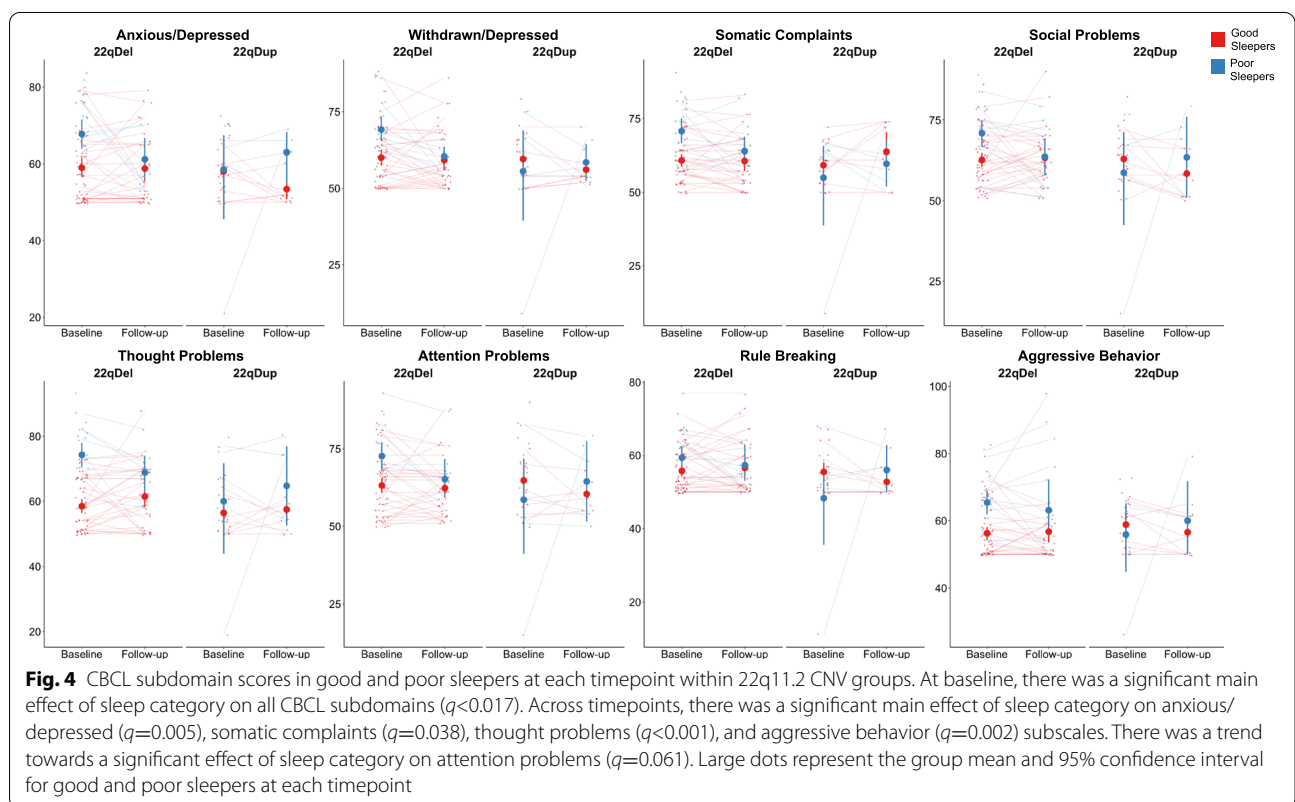 Anxious/Depressed
22qDel 22qDup
80
60
40
20
Baseline Follow-up Baseline Follow-up
Withdrawn/Depressed
22qDel 22qDup
75
50
25
Baseline Follow-up Baseline Follow-up
Somatic Complaints
22qDel 22qDup
75
50
25
Baseline Follow-up Baseline Follow-up
Social Problems
22qDel 22qDup
75
50
25
Baseline Follow-up Baseline Follow-up
Good
Sleepers
Poor
Sleepers
Thought Problems
22qDel 22qDup
80
60
40
20
Baseline Follow-up Baseline Follow-up
Attention Problems
22qDel 22qDup
75
50
25
Baseline Follow-up Baseline Follow-up
Rule Breaking
22qDel 22qDup
80
60
40
20
Baseline Follow-up Baseline Follow-up
Aggressive Behavior
22qDel 22qDup
100
80
60
40
Baseline Follow-up Baseline Follow-up
Fig. 4 CBCL subdomain scores in good and poor sleepers at each timepoint within 22q11.2 CNV groups. At baseline, there was a significant main
effect of sleep category on all CBCL subdomains (q<0.017). Across timepoints, there was a significant main effect of sleep category on anxious/
depressed (q=0.005), somatic complaints (q=0.038), thought problems (q<0.001), and aggressive behavior (q=0.002) subscales. There was a trend
towards a significant effect of sleep category on attention problems (q=0.061). Large dots represent the group mean and 95% confidence interval
for good and poor sleepers at each timepoint